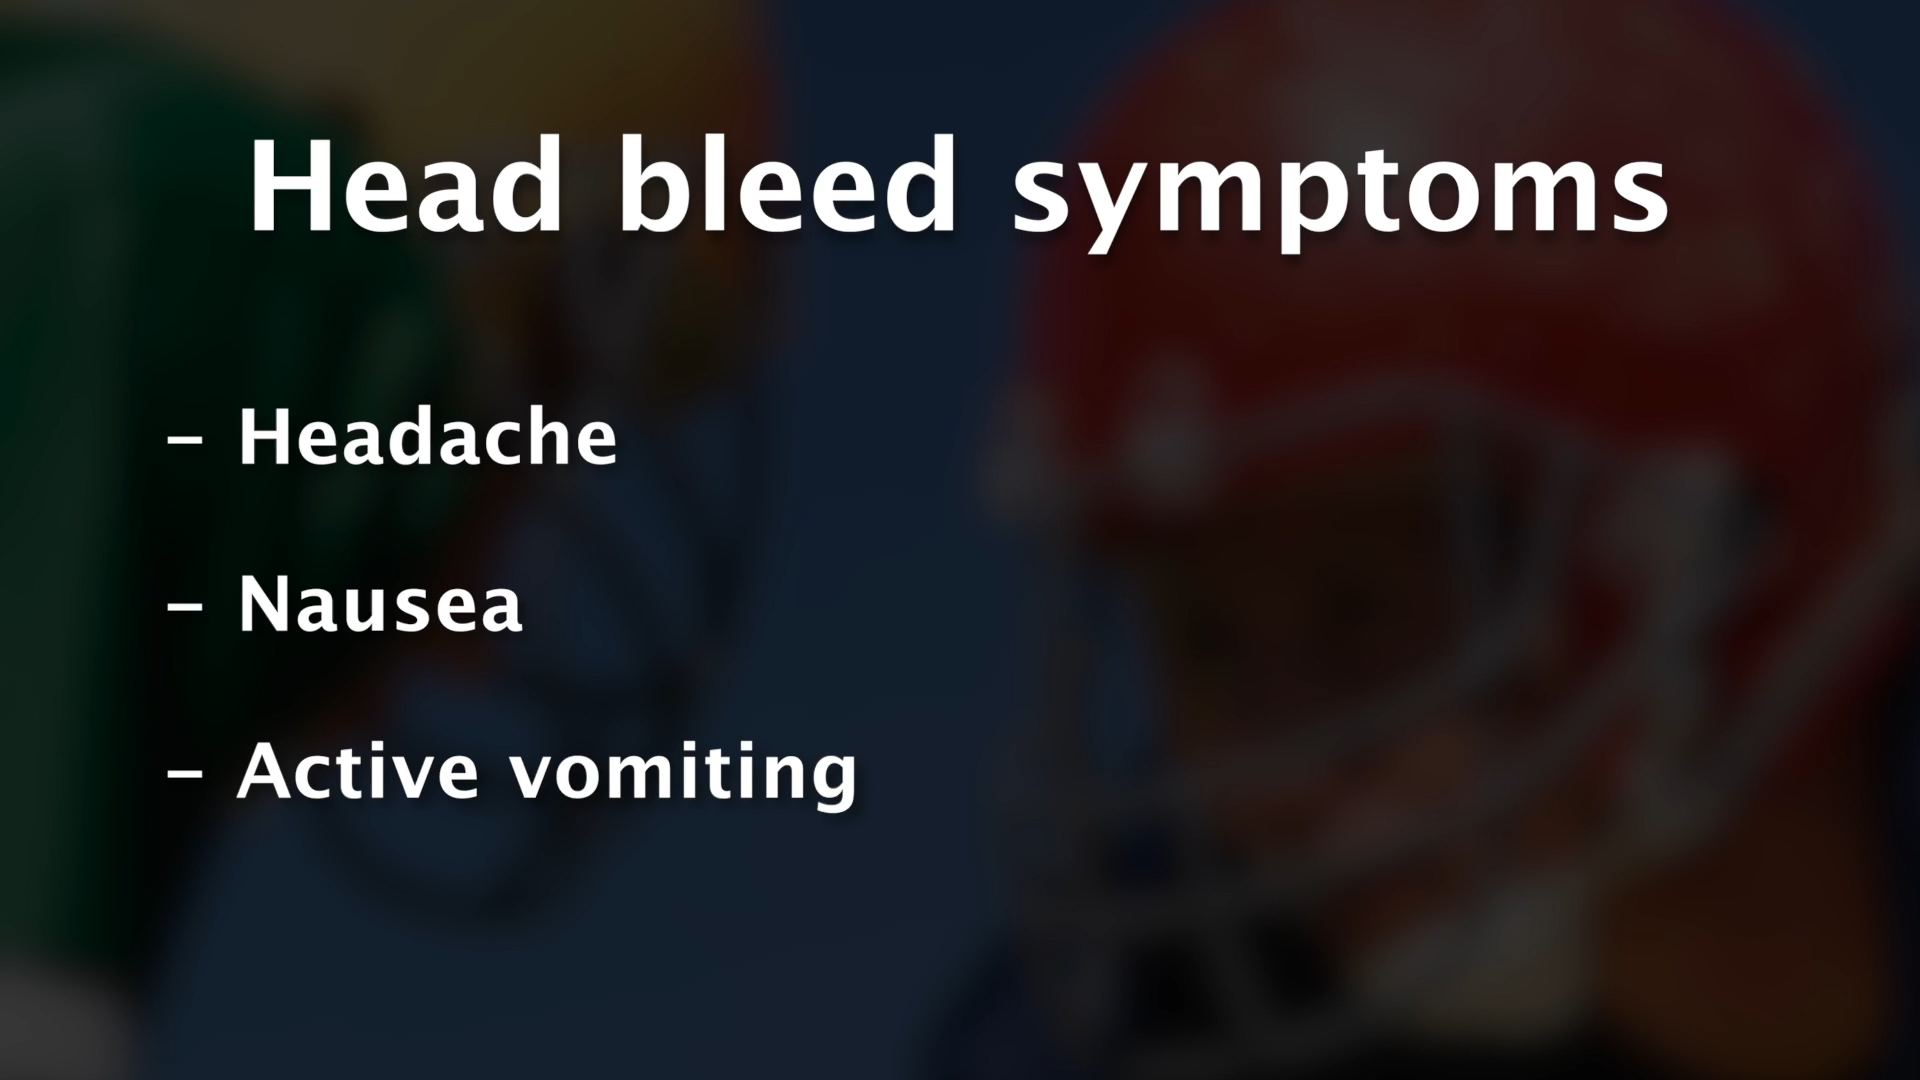 Head bleed symptoms
– Headache
– Nausea
– Active vomiting